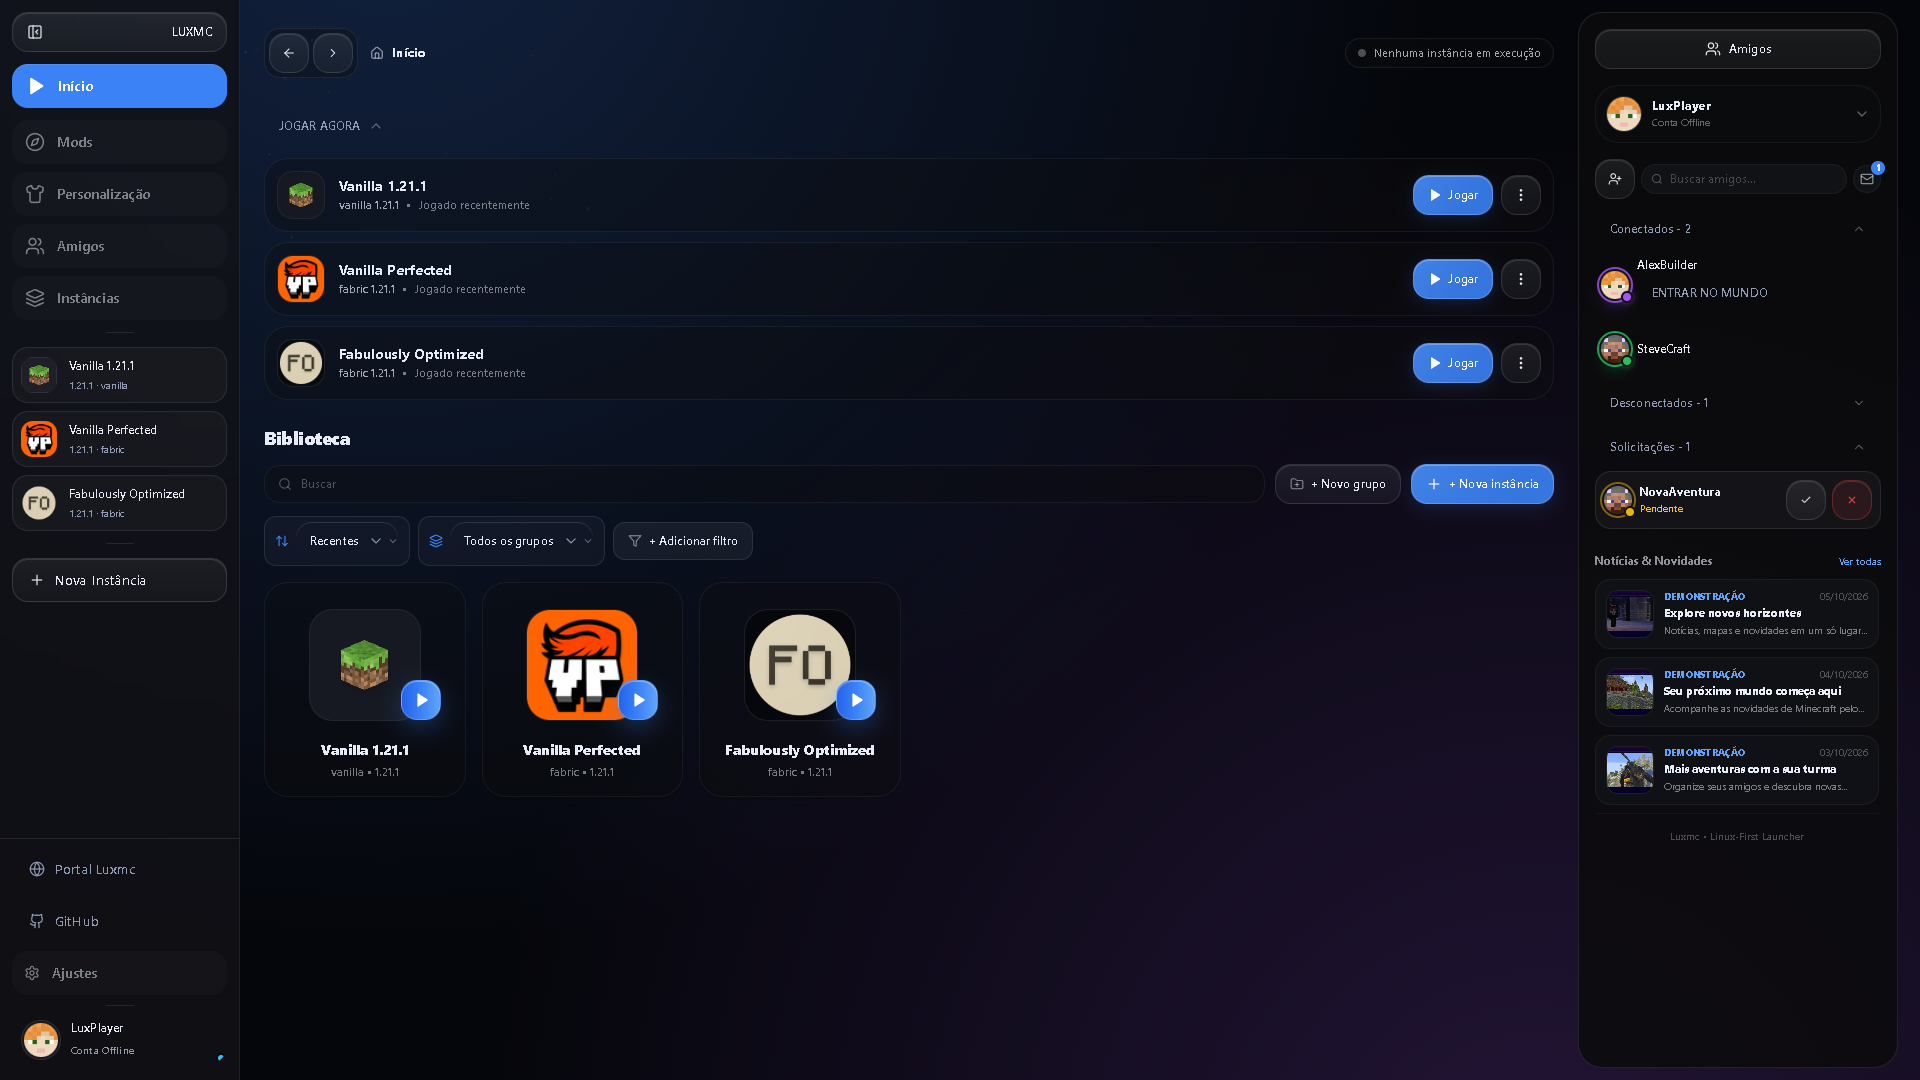 LUXMC
Início
Mods
Personalização
Amigos
Instâncias
Vanilla 1.21.1
1.21.1 · vanilla
Vanilla Perfected
1.21.1 · fabric
Fabulously Optimized
1.21.1 · fabric
Nova Instância
Portal Luxmc
GitHub
Ajustes
LuxPlayer
Conta Offline
Início
Nenhuma instância em execução
JOGAR AGORA
Vanilla 1.21.1
vanilla 1.21.1 • Jogado recentemente
Jogar
Vanilla Perfected
fabric 1.21.1 • Jogado recentemente
Jogar
Fabulously Optimized
fabric 1.21.1 • Jogado recentemente
Jogar
Biblioteca
Buscar
+ Novo grupo
+ Nova instância
Recentes
Todos os grupos
+ Adicionar filtro
Vanilla 1.21.1
vanilla • 1.21.1
Vanilla Perfected
fabric • 1.21.1
Fabulously Optimized
fabric • 1.21.1
Amigos
LuxPlayer
Conta Offline
Buscar amigos...
1
Conectados - 2
AlexBuilder
ENTRAR NO MUNDO
SteveCraft
Desconectados - 1
Solicitações - 1
NovaAventura
Pendente
Notícias & Novidades
Ver todas
DEMONSTRAÇÃO
05/10/2026
Explore novos horizontes
Notícias, mapas e novidades em um só lugar...
DEMONSTRAÇÃO
04/10/2026
Seu próximo mundo começa aqui
Acompanhe as novidades de Minecraft pelo...
DEMONSTRAÇÃO
03/10/2026
Mais aventuras com a sua turma
Organize seus amigos e descubra novas...
Luxmc • Linux-First Launcher
VP
FO
VP
FO
VP
FO